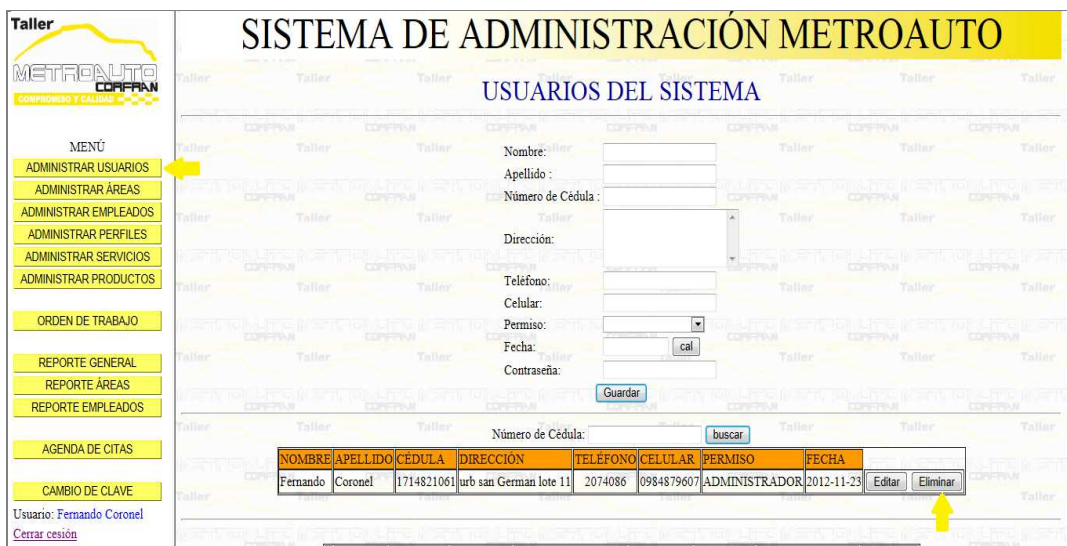 Taller
METROAUTO
CORFRAN
COMPROMISO Y CALIDAD
SISTEMA DE ADMINISTRACIÓN METROAUTO
USUARIOS DEL SISTEMA
MENÚ
ADMINISTRAR USUARIOS
ADMINISTRAR ÁREAS
ADMINISTRAR EMPLEADOS
ADMINISTRAR PERFILES
ADMINISTRAR SERVICIOS
ADMINISTRAR PRODUCTOS
ORDEN DE TRABAJO
REPORTE GENERAL
REPORTE ÁREAS
REPORTE EMPLEADOS
AGENDA DE CITAS
CAMBIO DE CLAVE
Usuario: Fernando Coronel
Cerrar cesión
Nombre:
Apellido :
Número de Cédula :
Dirección:
Teléfono:
Celular:
Permiso:
Fecha: cal
Contraseña:
Guardar
Número de Cédula: buscar
NOMBRE APELLIDO CÉDULA DIRECCIÓN TELÉFONO CELULAR PERMISO FECHA
Fernando Coronel 1714821061 urb san German lote 11 2074086 0984879607 ADMINISTRADOR 2012-11-23 Editar Eliminar